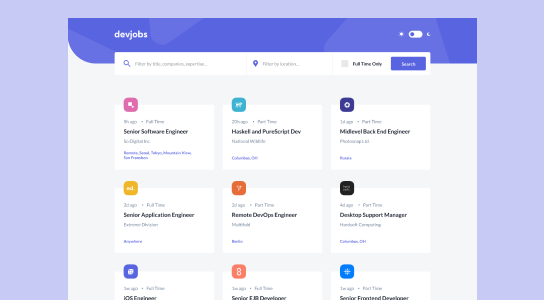 devjobs
Filter by title, companies, expertise...
Filter by location...
Full Time Only
Search
Full Time
Senior Software Engineer
So Digital Inc.
Remote, Seoul, Tokyo, Mountain View,
San Francisco
20h ago • Part Time
Haskell and PureScript Dev
National Wildlife
Columbus, OH
1d ago • Part Time
Midlevel Back End Engineer
Photosnap Ltd
Russia
2d ago • Full Time
Senior Application Engineer
Extreme Division
Anywhere
2d ago • Part Time
Remote DevOps Engineer
Multifold
Berlin
4d ago • Part Time
Desktop Support Manager
Handsoft Computing
Columbus, OH
1w ago • Full Time
iOS Engineer
1w ago • Full Time
Senior EJB Developer
1w ago • Part Time
Senior Frontend Developer